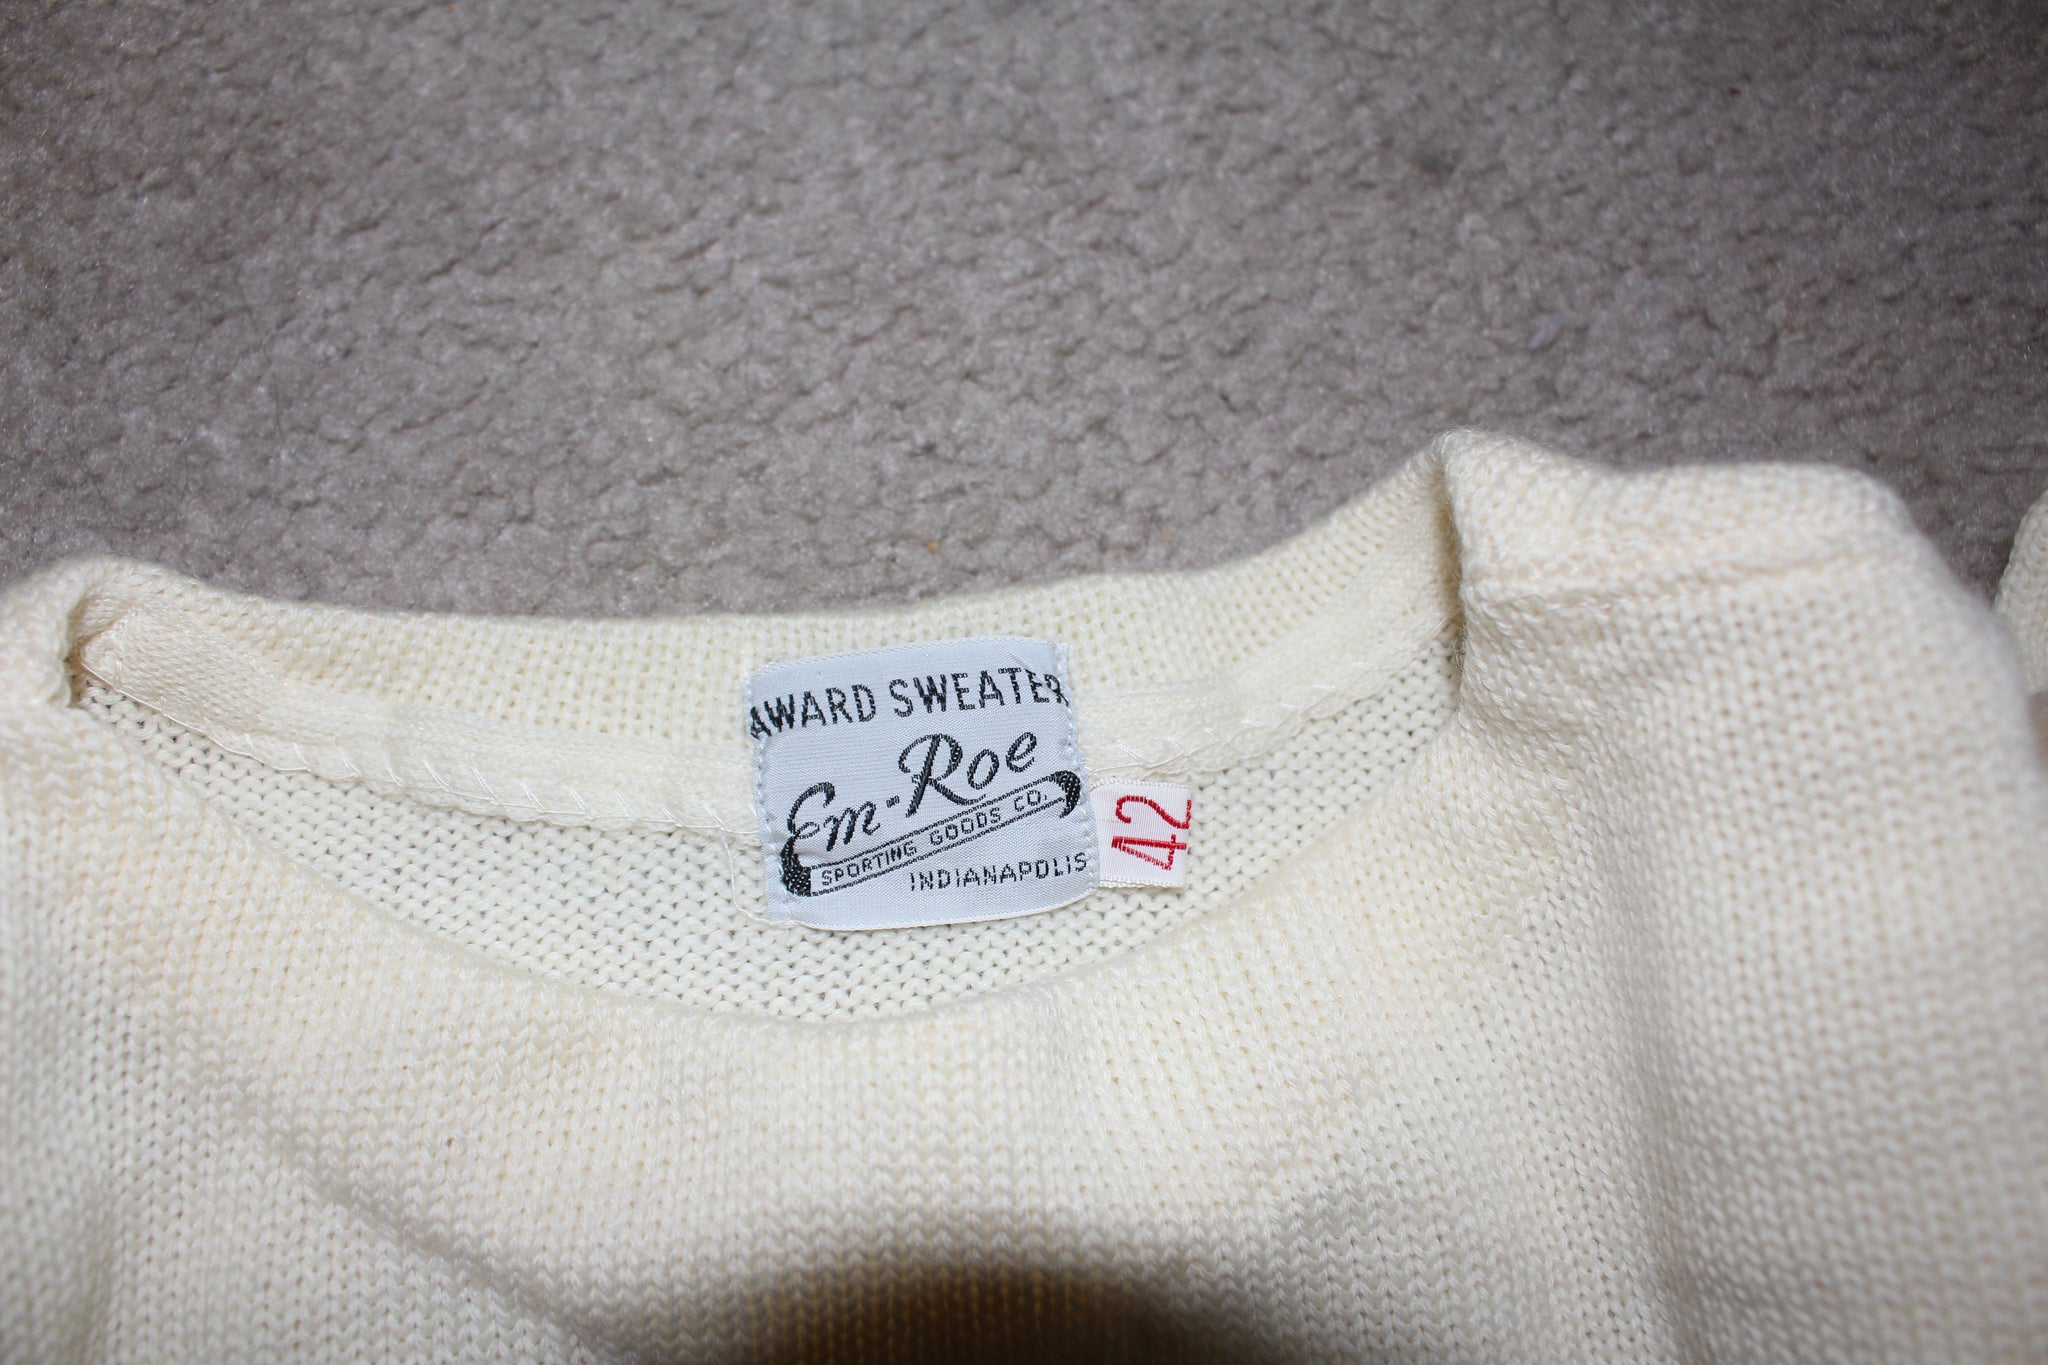 AWARD SWEATER
Em-Roe
SPORTING GOODS CO.
INDIANAPOLIS
42